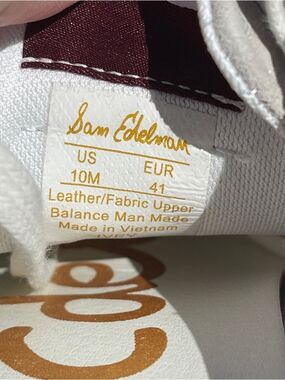 Sam Edelman
US EUR
10M 41
Leather/Fabric Upper
Balance Man Made
Made in Vietnam